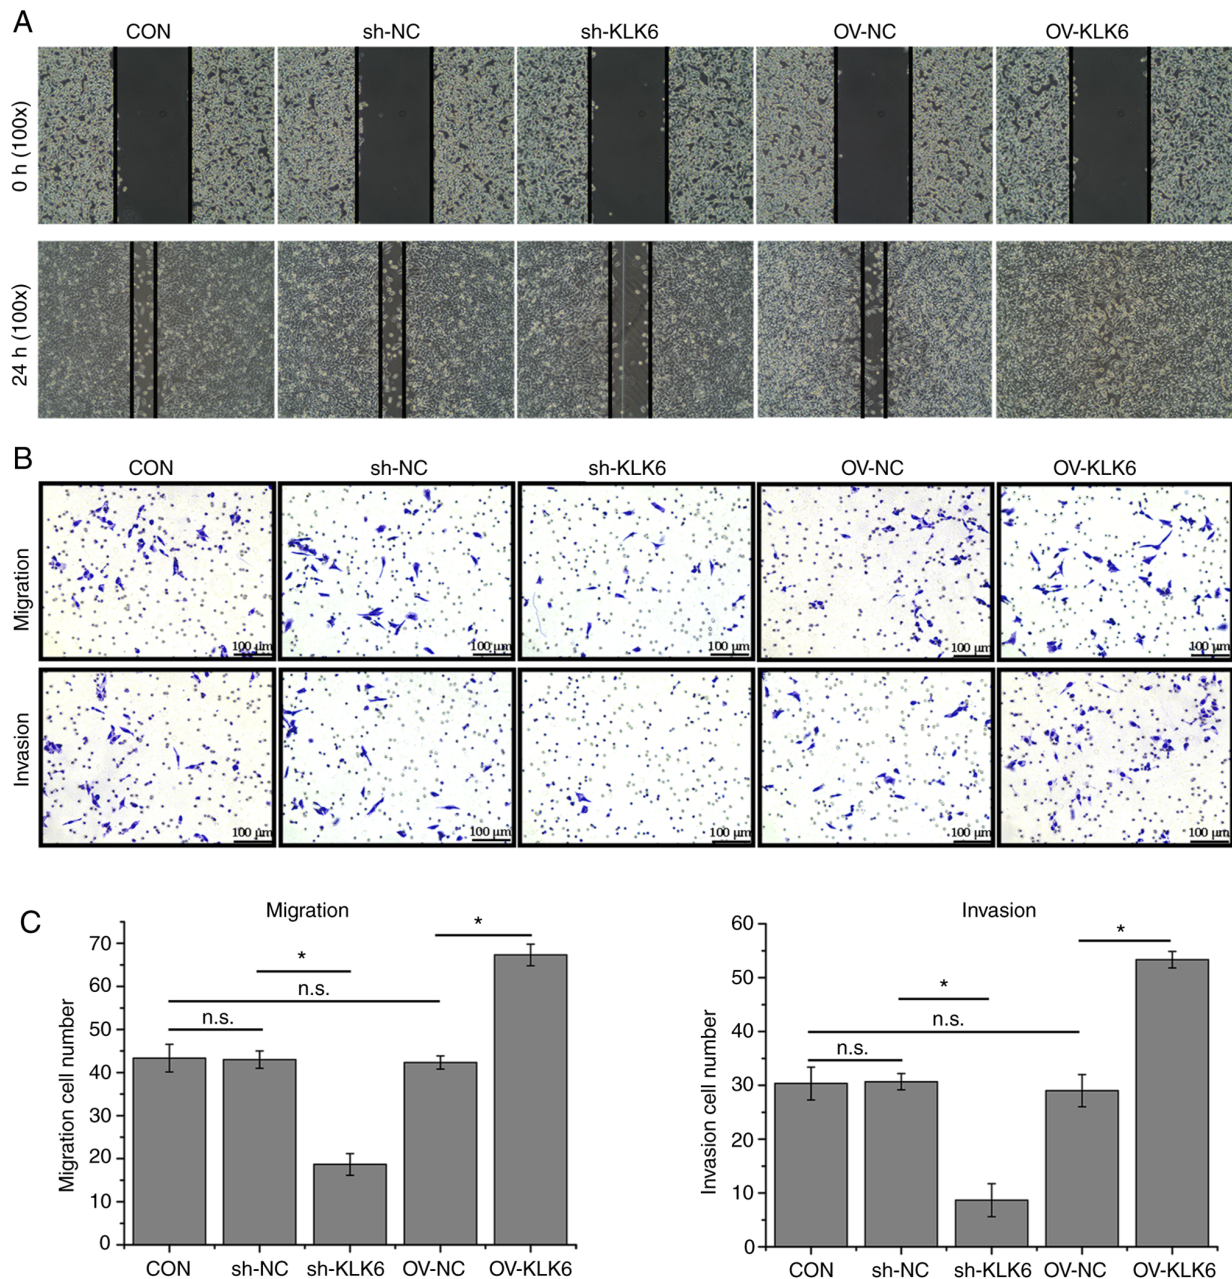 A
CON sh-NC sh-KLK6 OV-NC OV-KLK6
0 h (100x)
24 h (100x)
B
CON sh-NC sh-KLK6 OV-NC OV-KLK6
Migration
100 µm 100 µm 100 µm 100 µm 100 µm
Invasion
100 µm 100 µm 100 µm 100 µm 100 µm
C
Migration
Migration cell number
70
60
50
40
30
20
10
0
*
*
n.s.
n.s.
CON sh-NC sh-KLK6 OV-NC OV-KLK6
Invasion
Invasion cell number
60
50
40
30
20
10
0
*
*
n.s.
n.s.
CON sh-NC sh-KLK6 OV-NC OV-KLK6